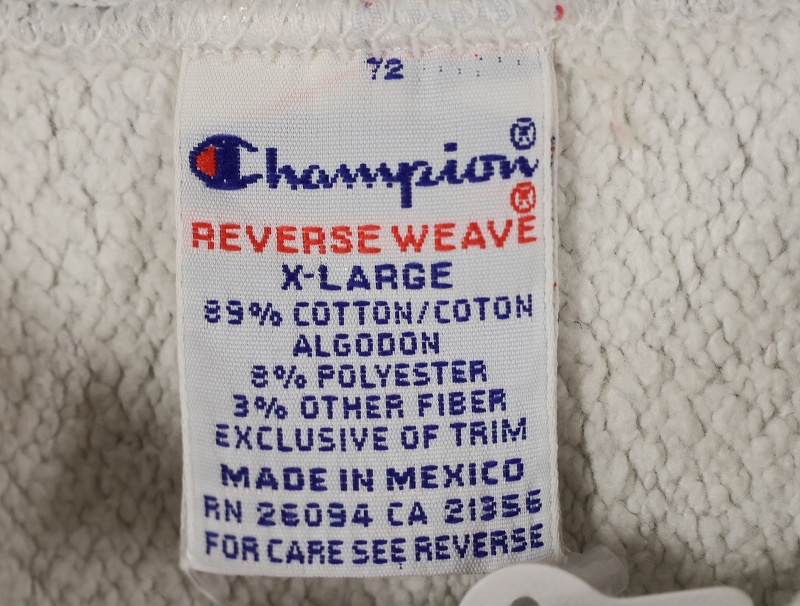 72
Champion®
®
REVERSE WEAVE
X-LARGE
89% COTTON/COTON
ALGODON
8% POLYESTER
3% OTHER FIBER
EXCLUSIVE OF TRIM
MADE IN MEXICO
RN 26094 CA 21356
FOR CARE SEE REVERSE